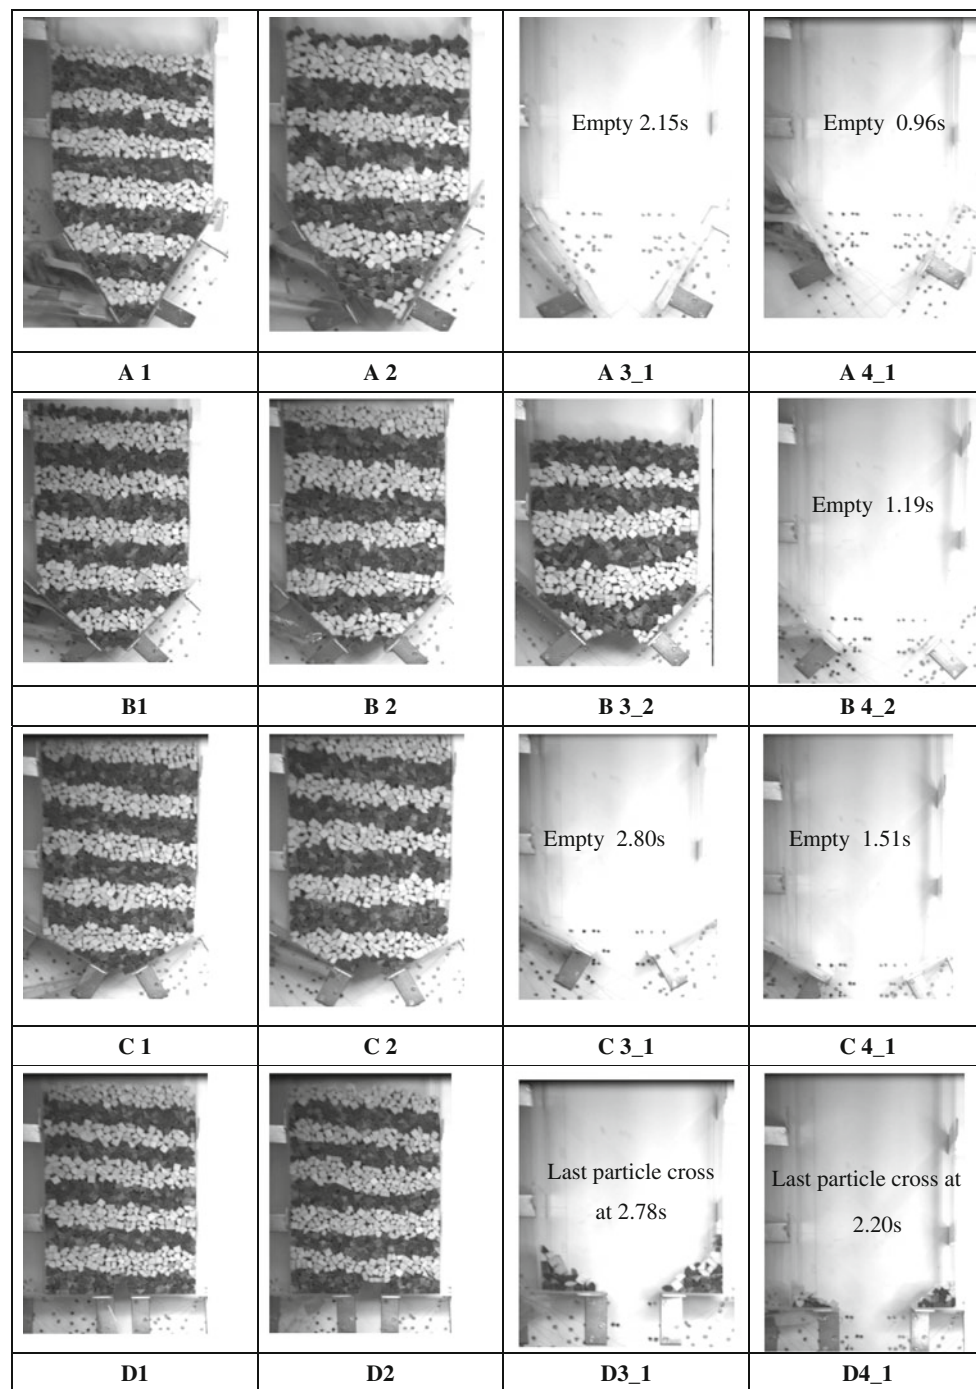 Empty 2.15s
Empty 0.96s
A 1
A 2
A 3_1
A 4_1
Empty 1.19s
B1
B 2
B 3_2
B 4_2
Empty 2.80s
Empty 1.51s
C 1
C 2
C 3_1
C 4_1
Last particle cross
at 2.78s
Last particle cross at
2.20s
D1
D2
D3_1
D4_1